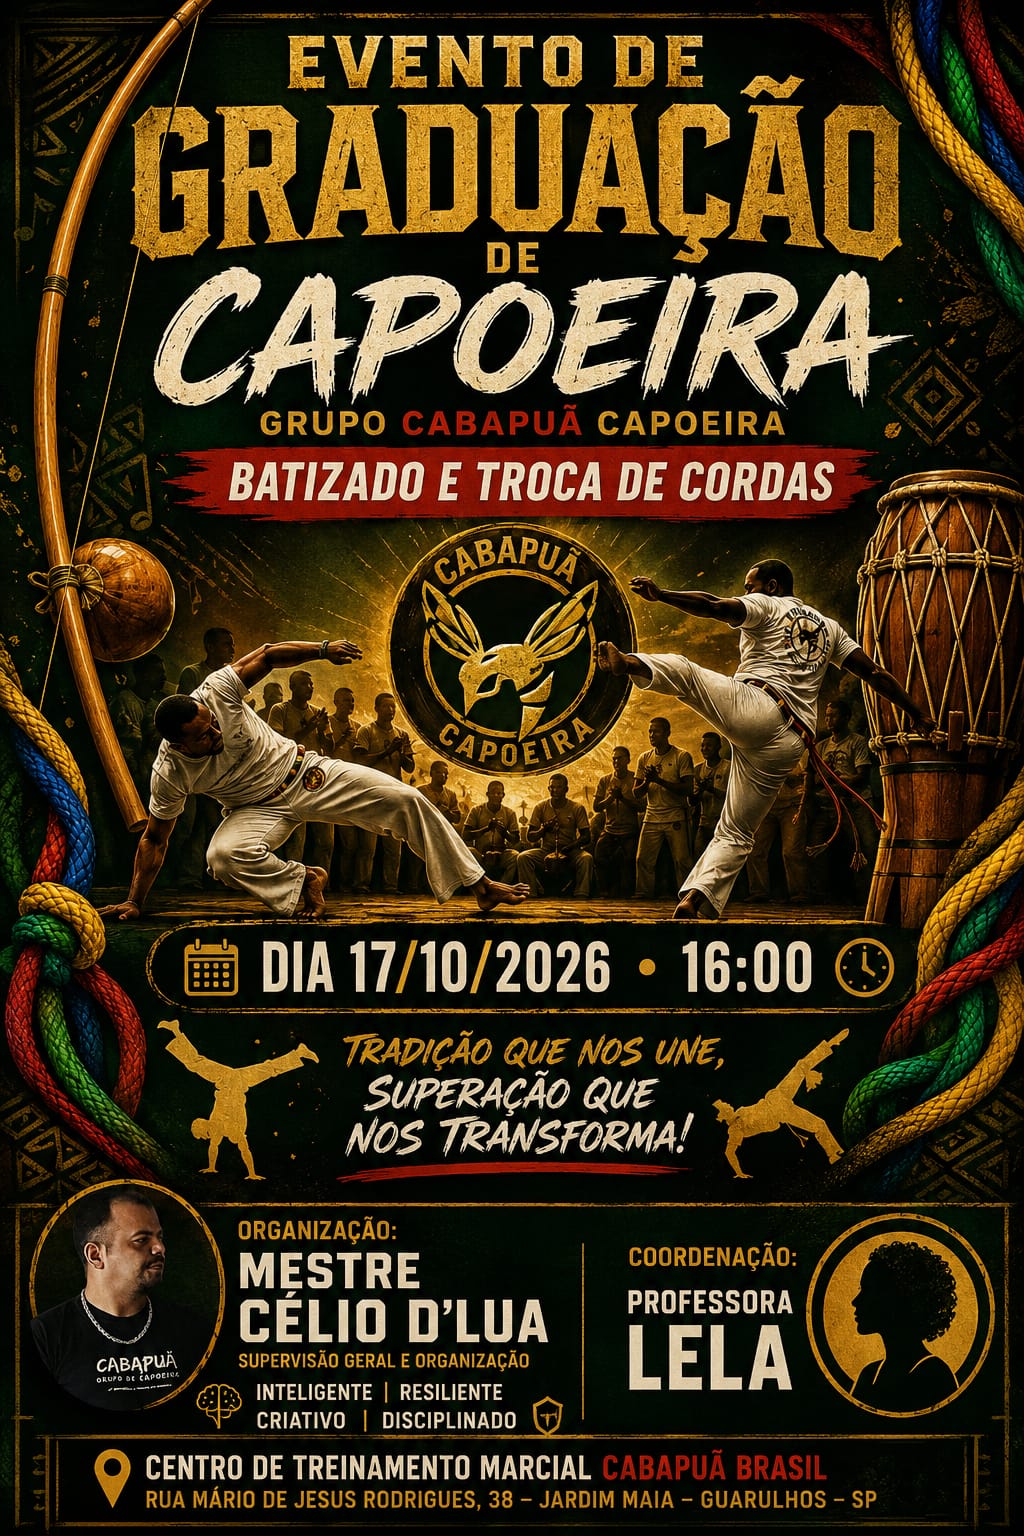 EVENTO DE
GRADUAÇÃO
DE
CAPOEIRA
GRUPO CABAPUÃ CAPOEIRA
BATIZADO E TROCA DE CORDAS
CABAPUÃ
CAPOEIRA
DIA 17/10/2026 • 16:00
TRADIÇÃO QUE NOS UNE,
SUPERAÇÃO QUE
NOS TRANSFORMA!
ORGANIZAÇÃO:
MESTRE
CÉLIO D'LUA
SUPERVISÃO GERAL E ORGANIZAÇÃO
INTELIGENTE | RESILIENTE
CRIATIVO | DISCIPLINADO
CABAPUÃ
GRUPO DE CAPOEIRA
COORDENAÇÃO:
PROFESSORA
LELA
CENTRO DE TREINAMENTO MARCIAL CABAPUÃ BRASIL
RUA MÁRIO DE JESUS RODRIGUES, 38 – JARDIM MAIA – GUARULHOS – SP